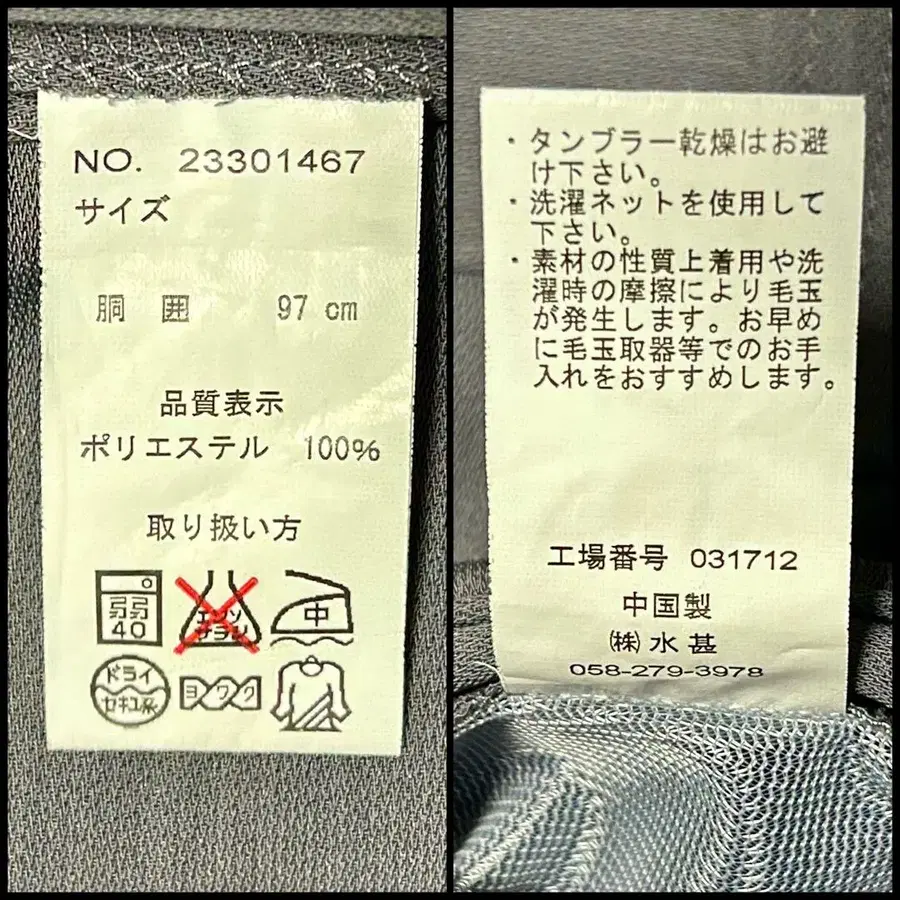 NO. 23301467
サイズ
胴 囲 97 cm
品質表示
ポリエステル 100%
取り扱い方
弱弱
40
エンソ
サラシ
中
ドライ
セキユ系
ヨワク
・タンブラー乾燥はお避
け下さい。
・洗濯ネットを使用して
下さい。
・素材の性質上着用や洗
濯時の摩擦により毛玉
が発生します。お早め
に毛玉取器等でのお手
入れをおすすめします。
工場番号 031712
中国製
㈱水甚
058-279-3978